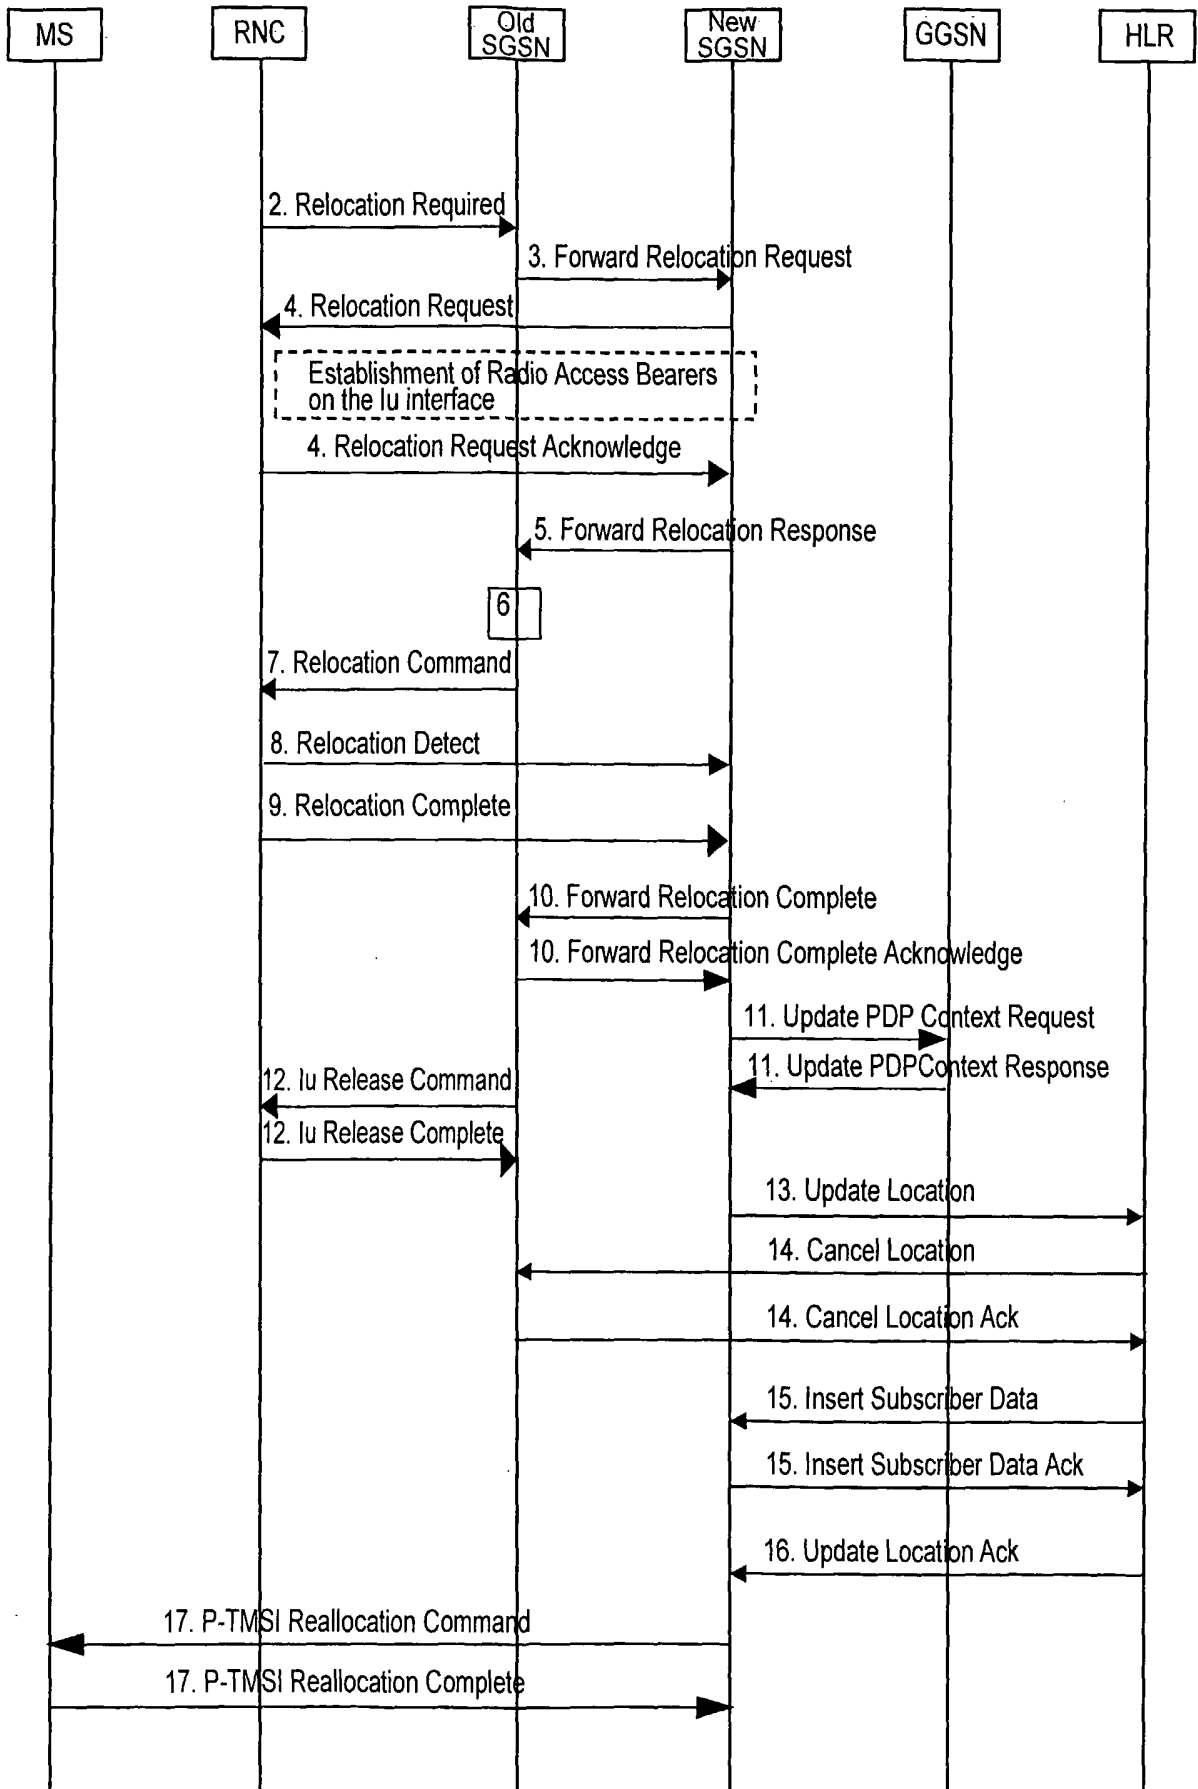 MS
RNC
Old
SGSN
New
SGSN
GGSN
HLR
2. Relocation Required
3. Forward Relocation Request
4. Relocation Request
Establishment of Radio Access Bearers
on the Iu interface
4. Relocation Request Acknowledge
5. Forward Relocation Response
6
7. Relocation Command
8. Relocation Detect
9. Relocation Complete
10. Forward Relocation Complete
10. Forward Relocation Complete Acknowledge
11. Update PDP Context Request
11. Update PDPContext Response
12. Iu Release Command
12. Iu Release Complete
13. Update Location
14. Cancel Location
14. Cancel Location Ack
15. Insert Subscriber Data
15. Insert Subscriber Data Ack
16. Update Location Ack
17. P-TMSI Reallocation Command
17. P-TMSI Reallocation Complete